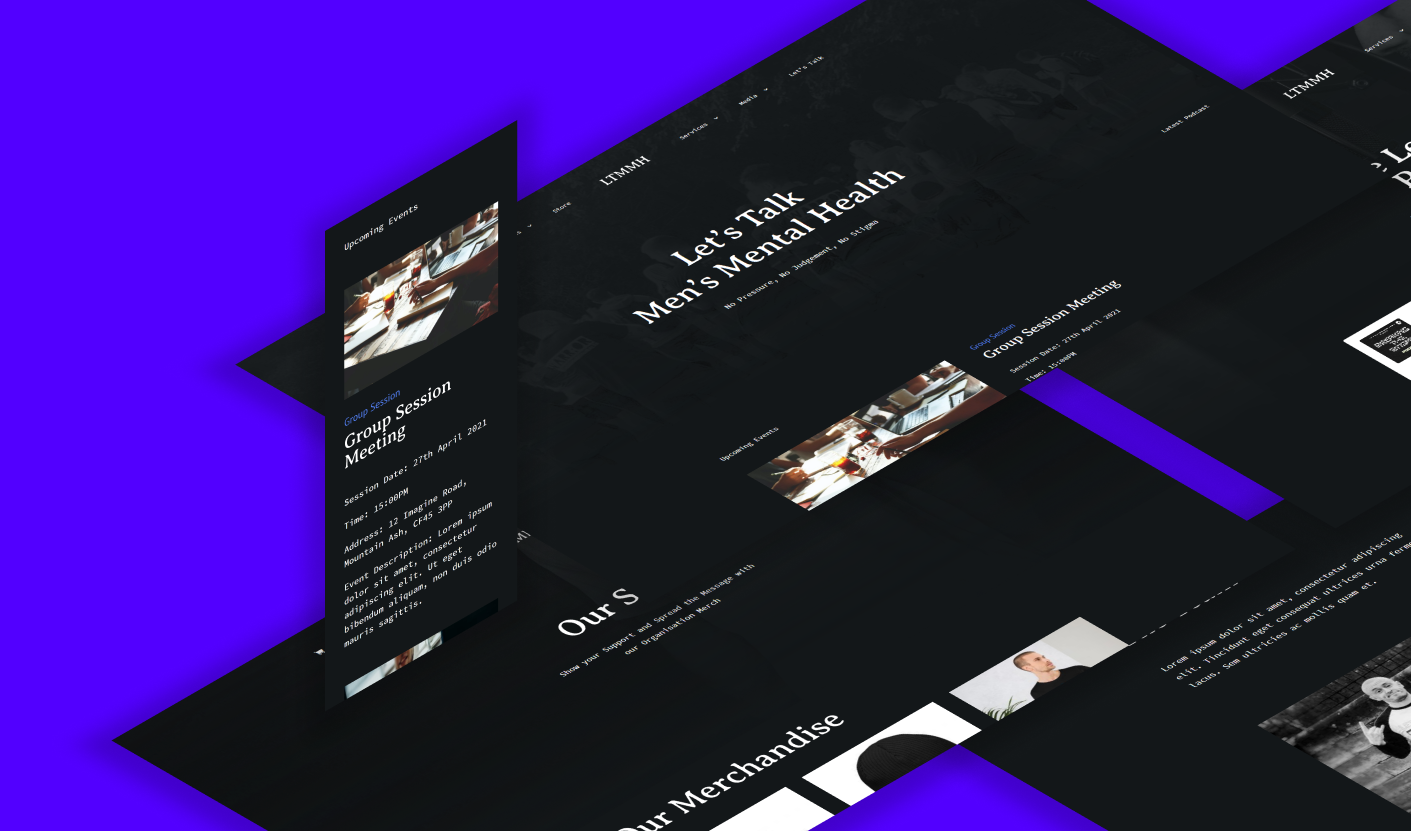 Upcoming Events
Group Session
Group Session
Meeting
Session Date: 27th April 2021
Time: 15:00PM
Address: 12 Imagine Road,
Mountain Ash, CF45 3PP
Event Description: Lorem ipsum
dolor sit amet, consectetur
adipiscing elit. Ut eget
bibendum aliquam, non duis odio
mauris sagittis.
Store
LTMMH
Services
Media
Let's Talk
Let's Talk
Men's Mental Health
No Pressure, No Judgement, No Stigma
Latest Podcast
Upcoming Events
Group Session
Group Session Meeting
Session Date: 27th April 2021
Time: 15:00PM
Our S
Show your Support and Spread the Message with
our Organisation Merch
Our Merchandise
Services
LTMMH
Lorem ipsum dolor sit amet, consectetur adipiscing
elit. Tincidunt eget consequat ultrices urna
lacus. Sem ultricies ac mollis quam et.